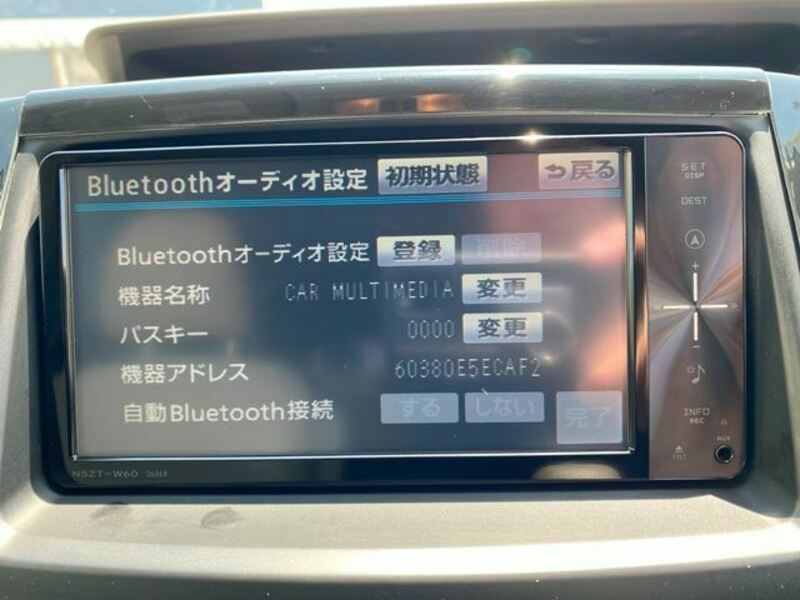 Bluetoothオーディオ設定 初期状態 戻る
Bluetoothオーディオ設定 登録 削除
機器名称 CAR MULTIMEDIA 変更
パスキー 0000 変更
機器アドレス 60380E5ECAF2
自動Bluetooth接続 する しない 完了
NSZT-W60
SET
DISP
DEST
+
-
INFO
REC
AUX
TILT